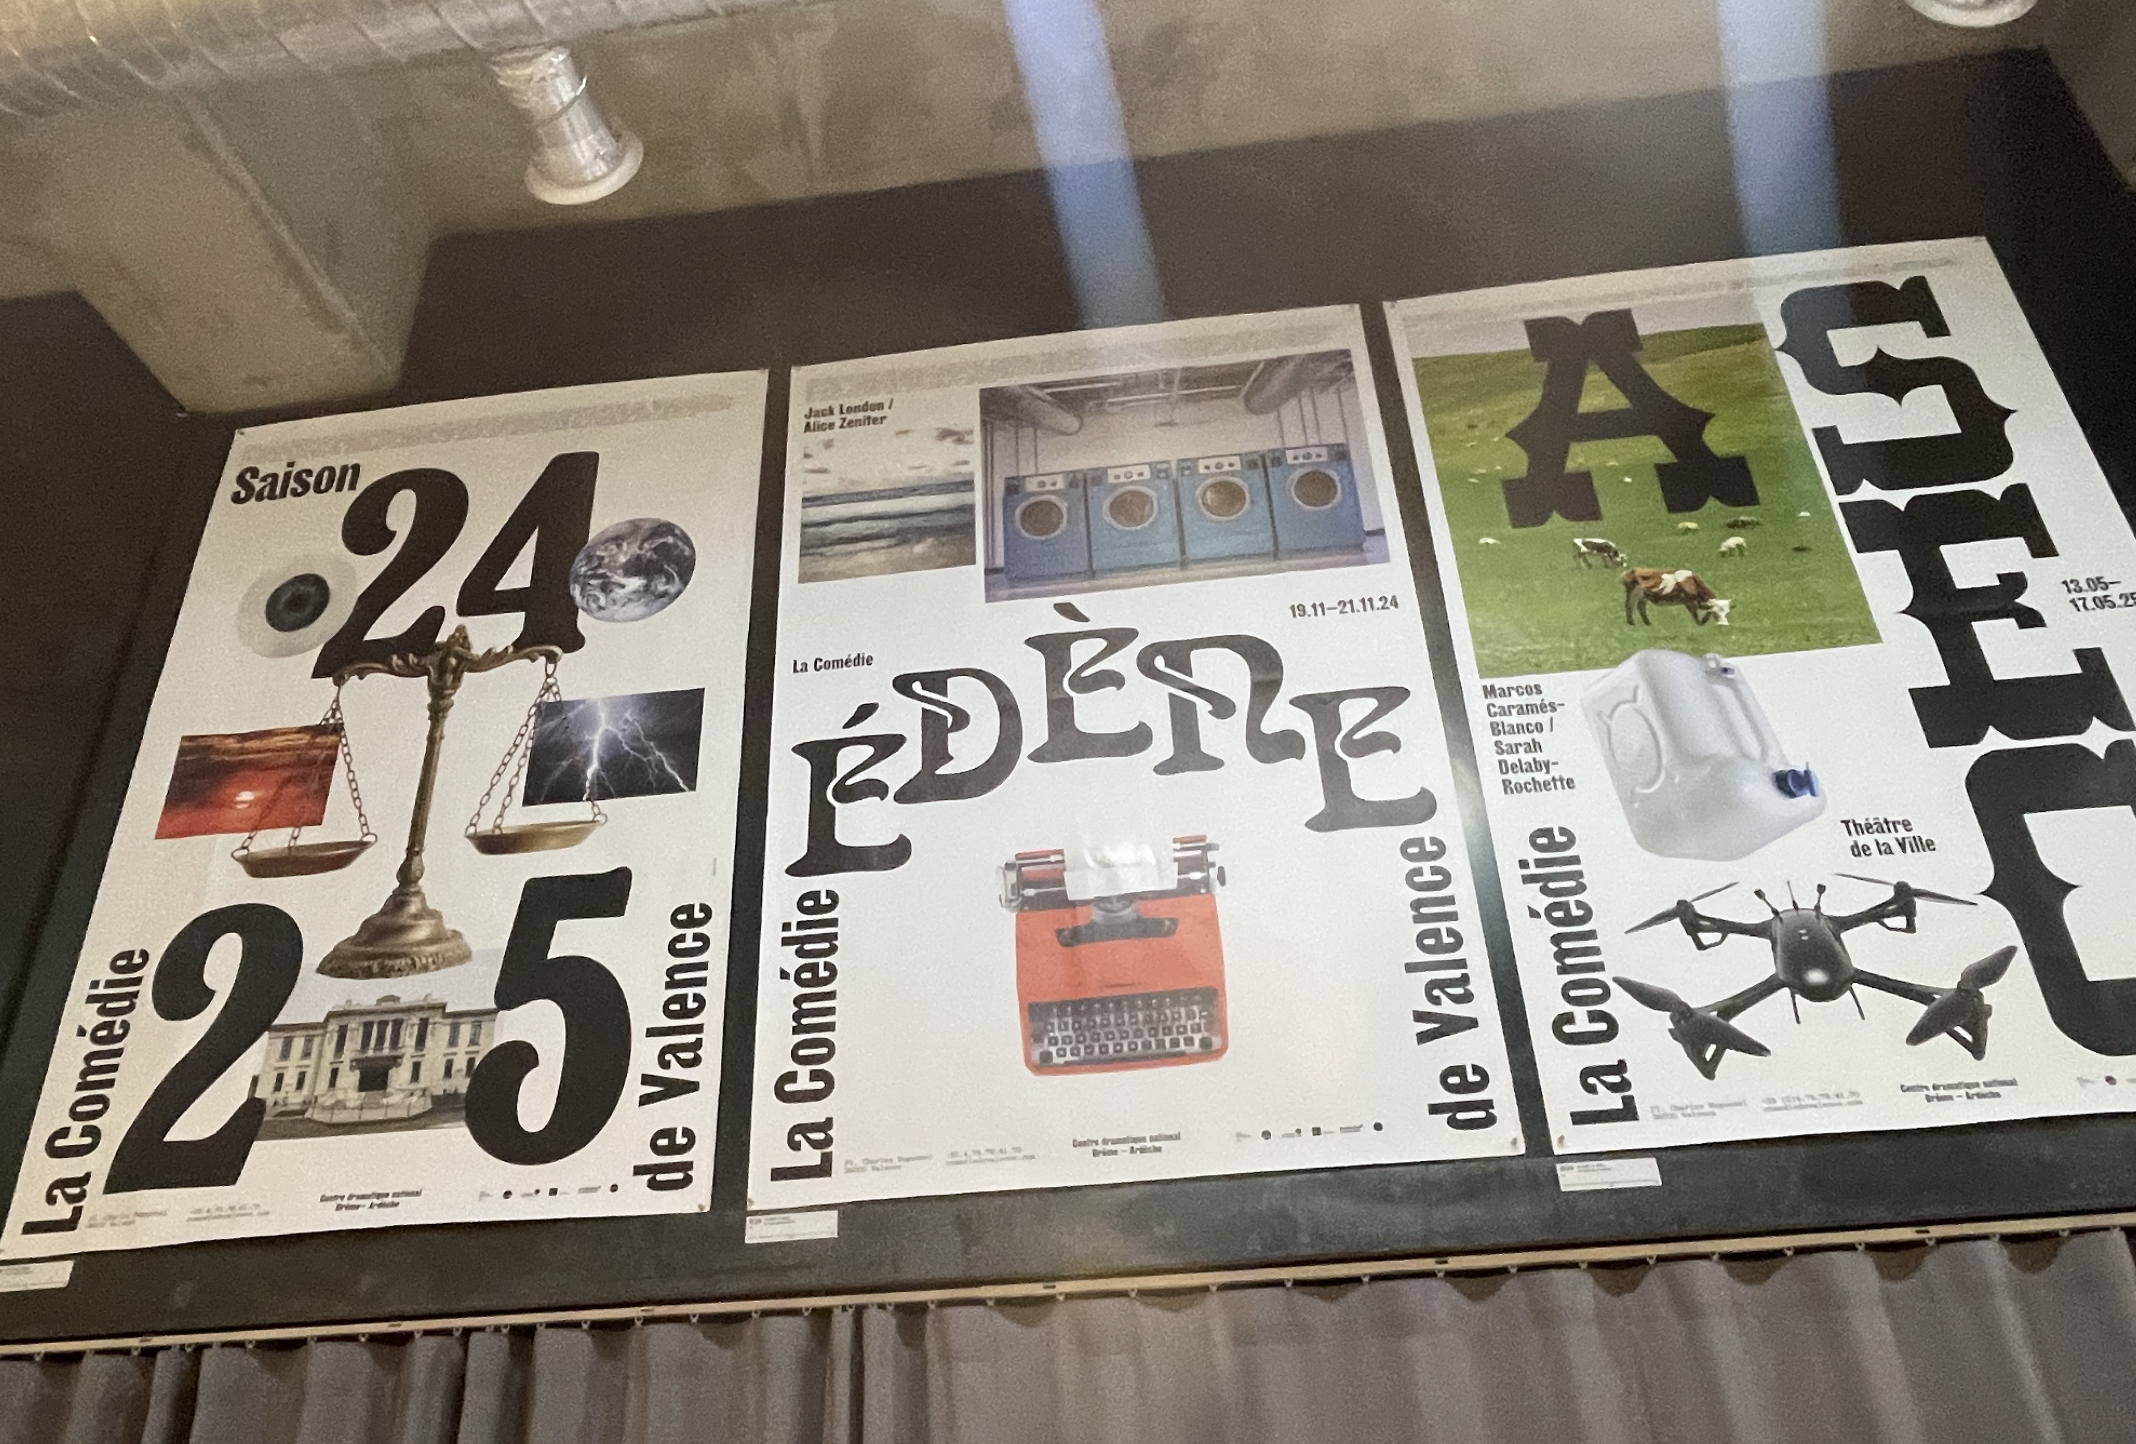 Saison
24
25
La Comédie
de Valence
Centre dramatique national
Drôme – Ardèche
Jack London /
Alice Zeniter
19.11–21.11.24
La Comédie
ÉDÈNE
La Comédie
de Valence
Centre dramatique national
Drôme – Ardèche
A
SEC
13.05–
17.05.25
Marcos
Caramés-
Blanco /
Sarah
Delaby-
Rochette
Théâtre
de la Ville
La Comédie
Centre dramatique national
Drôme – Ardèche